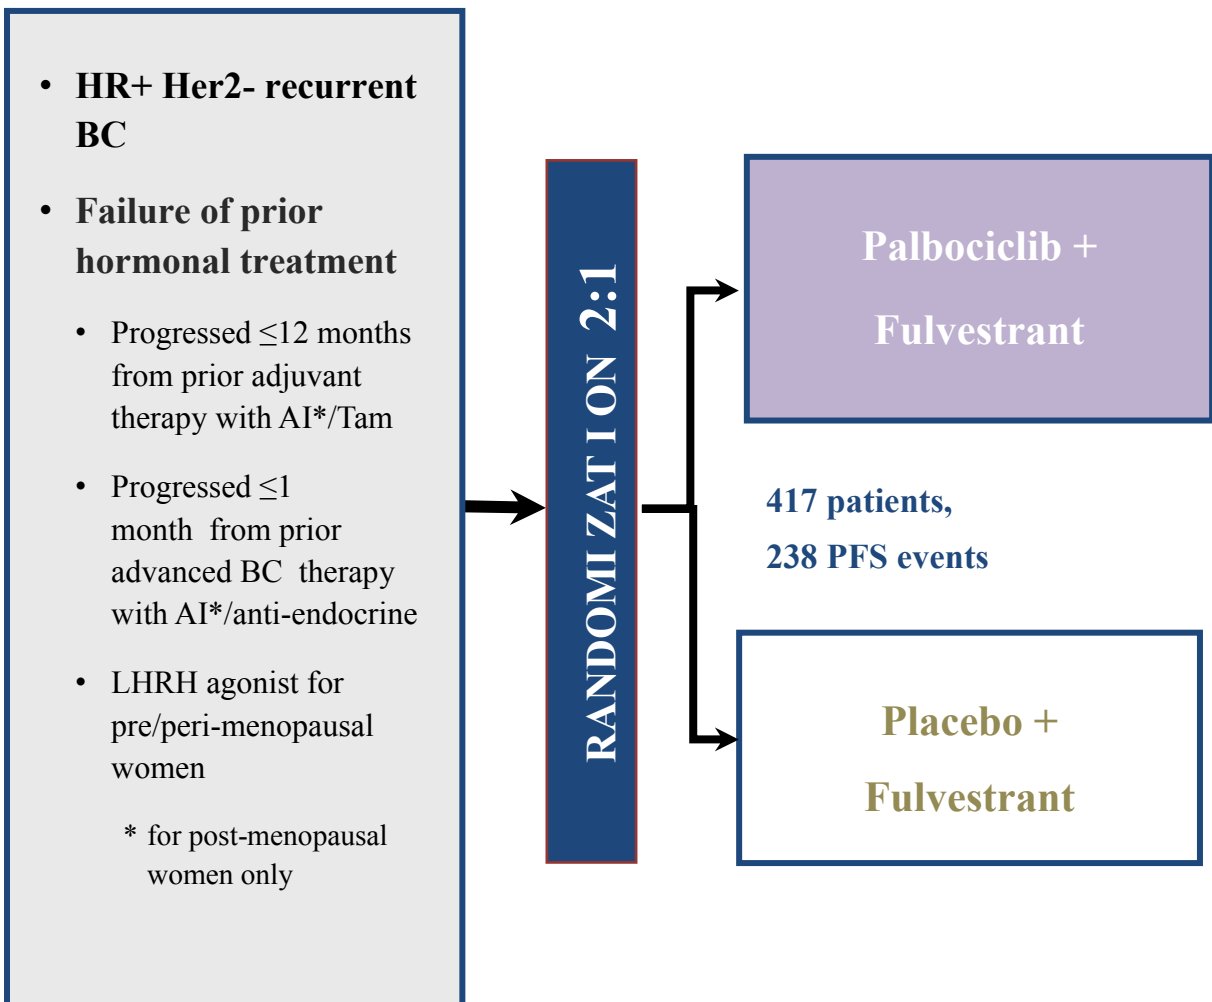 • HR+ Her2- recurrent
BC
• Failure of prior
hormonal treatment
• Progressed ≤12 months
from prior adjuvant
therapy with AI*/Tam
• Progressed ≤1
month from prior
advanced BC therapy
with AI*/anti-endocrine
• LHRH agonist for
pre/peri-menopausal
women
* for post-menopausal
women only
RANDOMIZAT I ON 2:1
Palbociclib +
Fulvestrant
417 patients,
238 PFS events
Placebo +
Fulvestrant